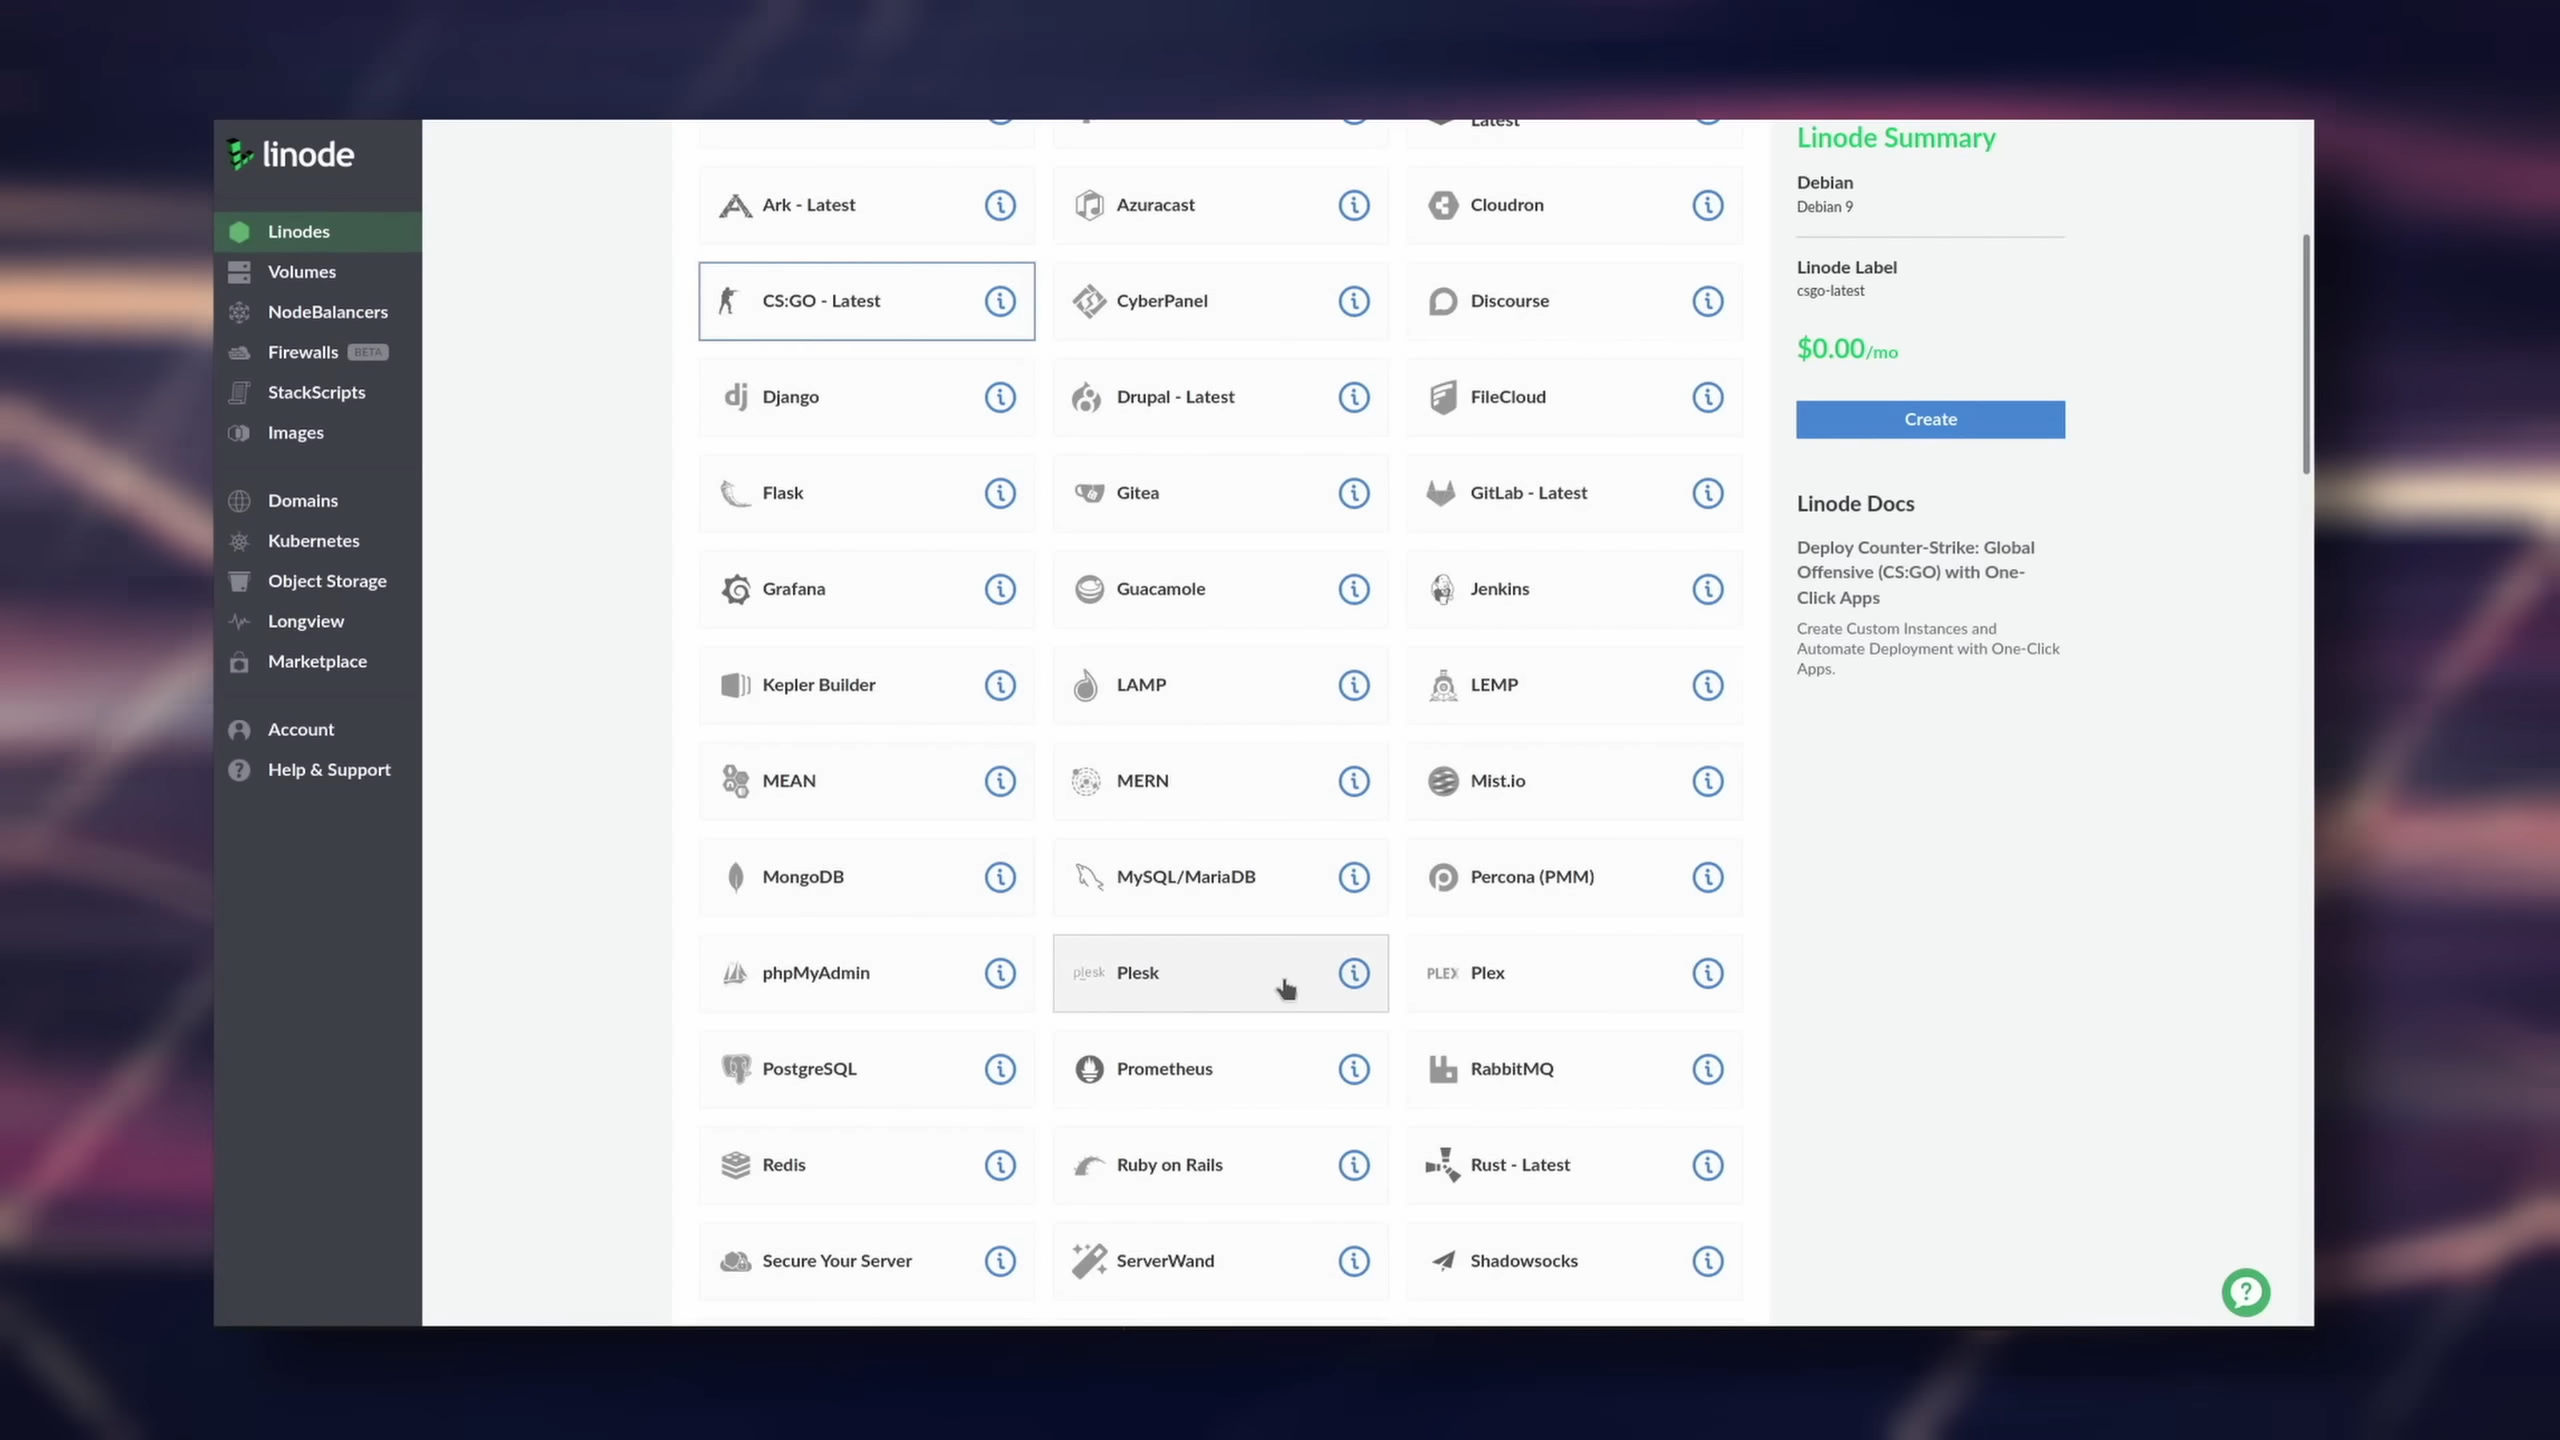 linode
Linodes
Volumes
NodeBalancers
Firewalls BETA
StackScripts
Images
Domains
Kubernetes
Object Storage
Longview
Marketplace
Account
Help & Support
Latest
Ark - Latest
Azuracast
Cloudron
CS:GO - Latest
CyberPanel
Discourse
dj Django
Drupal - Latest
FileCloud
Flask
Gitea
GitLab - Latest
Grafana
Guacamole
Jenkins
Kepler Builder
LAMP
LEMP
MEAN
MERN
Mist.io
MongoDB
MySQL/MariaDB
Percona (PMM)
phpMyAdmin
plesk Plesk
PLEX Plex
PostgreSQL
Prometheus
RabbitMQ
Redis
Ruby on Rails
Rust - Latest
Secure Your Server
ServerWand
Shadowsocks
Linode Summary
Debian
Debian 9
Linode Label
csgo-latest
$0.00/mo
Create
Linode Docs
Deploy Counter-Strike: Global
Offensive (CS:GO) with One-
Click Apps
Create Custom Instances and
Automate Deployment with One-Click
Apps.